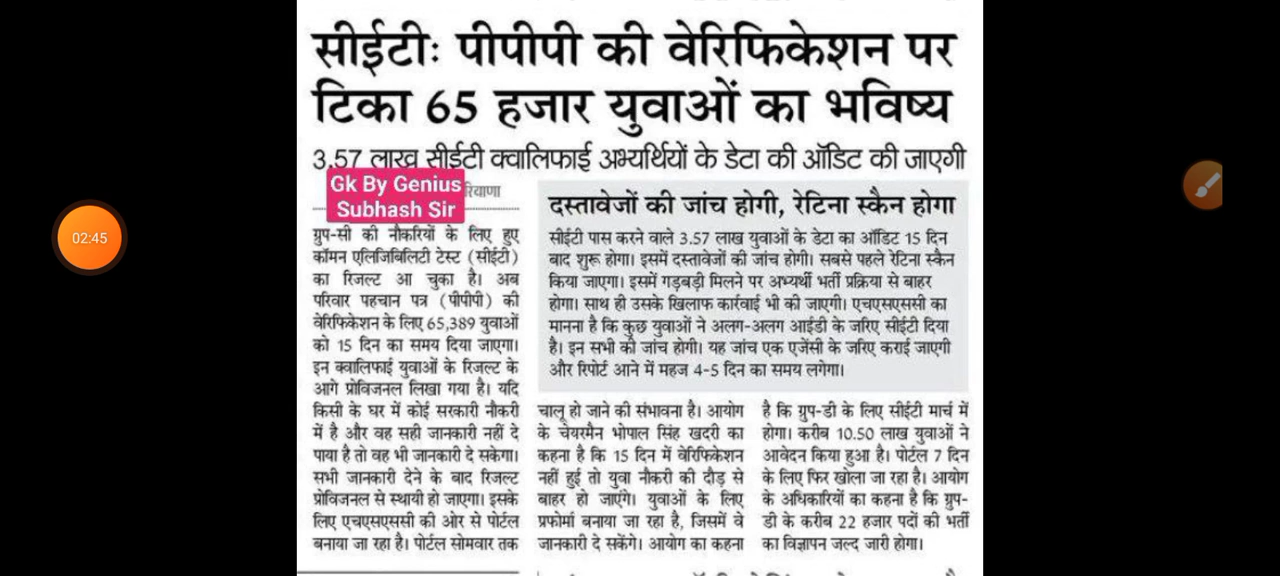 सीईटीः पीपीपी की वेरिफिकेशन पर
टिका 65 हजार युवाओं का भविष्य
3.57 लाख सीईटी क्वालिफाई अभ्यर्थियों के डेटा की ऑडिट की जाएगी
Gk By Genius
Subhash Sir
रियाणा
ग्रुप-सी की नौकरियों के लिए हुए
कॉमन एलिजिबिलिटी टेस्ट (सीईटी)
का रिजल्ट आ चुका है। अब
परिवार पहचान पत्र (पीपीपी) की
वेरिफिकेशन के लिए 65,389 युवाओं
को 15 दिन का समय दिया जाएगा।
इन क्वालिफाई युवाओं के रिजल्ट के
आगे प्रोविजनल लिखा गया है। यदि
किसी के घर में कोई सरकारी नौकरी
में है और वह सही जानकारी नहीं दे
पाया है तो वह भी जानकारी दे सकेगा।
सभी जानकारी देने के बाद रिजल्ट
प्रोविजनल से स्थायी हो जाएगा। इसके
लिए एचएसएससी की ओर से पोर्टल
बनाया जा रहा है। पोर्टल सोमवार तक
दस्तावेजों की जांच होगी, रेटिना स्कैन होगा
सीईटी पास करने वाले 3.57 लाख युवाओं के डेटा का ऑडिट 15 दिन
बाद शुरू होगा। इसमें दस्तावेजों की जांच होगी। सबसे पहले रेटिना स्कैन
किया जाएगा। इसमें गड़बड़ी मिलने पर अभ्यर्थी भर्ती प्रक्रिया से बाहर
होगा। साथ ही उसके खिलाफ कार्रवाई भी की जाएगी। एचएसएससी का
मानना है कि कुछ युवाओं ने अलग-अलग आईडी के जरिए सीईटी दिया
है। इन सभी की जांच होगी। यह जांच एक एजेंसी के जरिए कराई जाएगी
और रिपोर्ट आने में महज 4-5 दिन का समय लगेगा।
चालू हो जाने की संभावना है। आयोग
के चेयरमैन भोपाल सिंह खदरी का
कहना है कि 15 दिन में वेरिफिकेशन
नहीं हुई तो युवा नौकरी की दौड़ से
बाहर हो जाएंगे। युवाओं के लिए
प्रफोर्मा बनाया जा रहा है, जिसमें वे
जानकारी दे सकेंगे। आयोग का कहना
है कि ग्रुप-डी के लिए सीईटी मार्च में
होगा। करीब 10.50 लाख युवाओं ने
आवेदन किया हुआ है। पोर्टल 7 दिन
के लिए फिर खोला जा रहा है। आयोग
के अधिकारियों का कहना है कि ग्रुप-
डी के करीब 22 हजार पदों की भर्ती
का विज्ञापन जल्द जारी होगा।
02:45